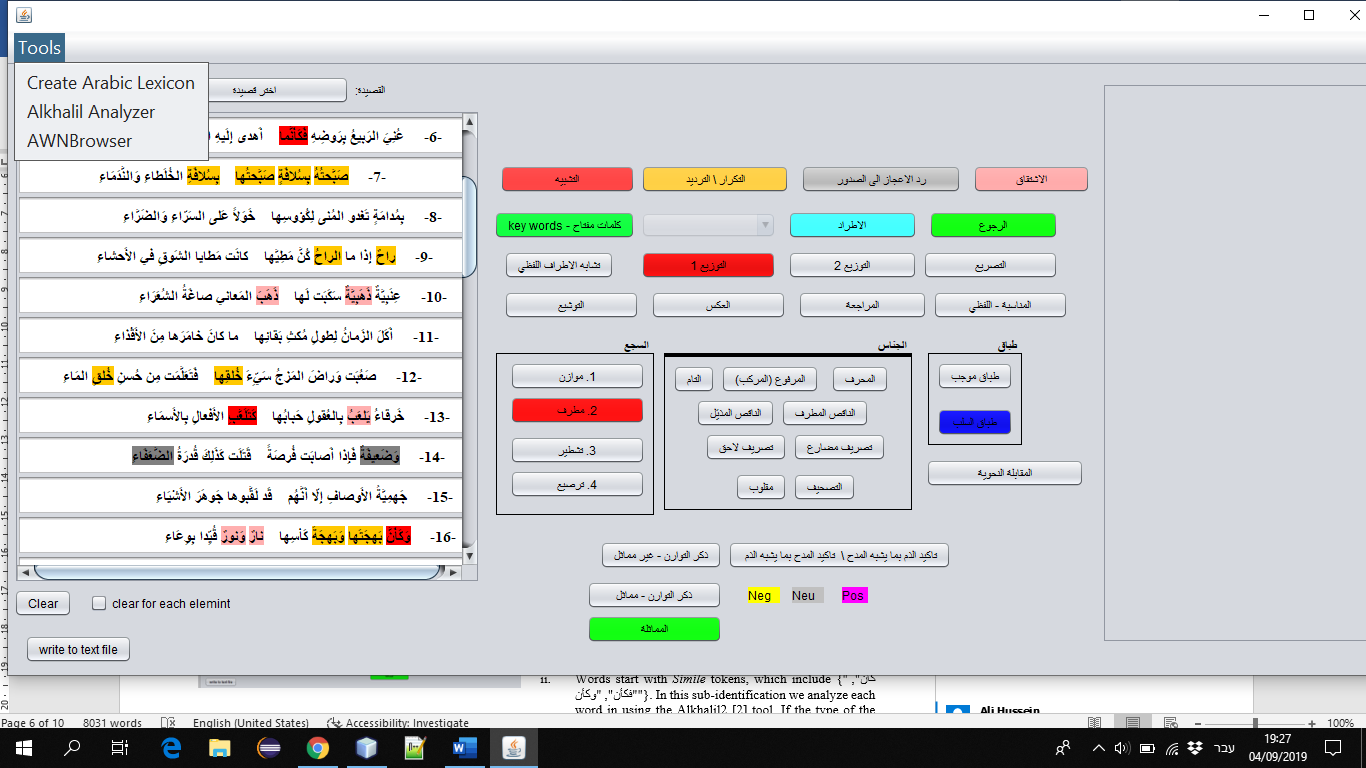 Tools
Create Arabic Lexicon
Alkhalil Analyzer
AWNBrowser
القصيدة:
اختر قصيدة
-6- غُنِيَ الرَبيعُ بِرَوضِهِ فَكَأَنَّما أَهدى إِلَيهِ
-7- صَبَّحتُهُ بِسُلافَةٍ صَبَّحتُها بِسُلافَةِ الخُلَطاءِ وَالنُدَماءِ
-8- بِمُدامَةٍ تَغدو المُنى لِكُؤوسِها خَوَلاً عَلى السَرّاءِ وَالضَرّاءِ
-9- راحٌ إِذا ما الراحُ كُنَّ مَطِيَّها كانَت مَطايا الشَوقِ في الأَحشاءِ
-10- عِنَبِيَّةٌ ذَهَبِيَّةٌ سَكَبَت لَها ذَهَبَ المَعاني صاغَةُ الشُعَراءِ
-11- أَكَلَ الزَمانُ لِطولِ مُكثِ بَقائِها ما كانَ خامَرَها مِنَ الأَقْذاءِ
-12- صَعُبَت وَراضَ المَزجُ سَيِّءَ خُلقِها فَتَعَلَّمَت مِن حُسنِ خُلقِ الماءِ
-13- خَرقاءُ يَلعَبُ بِالعُقولِ حَبابُها كَتَلَعُّبِ الأَفعالِ بِالأَسماءِ
-14- وَضَعيفَةٌ فَإِذا أَصابَت فُرصَةً قَتَلَت كَذَلِكَ قُدرَةُ الضُعَفاءِ
-15- جَهمِيَّةُ الأَوصافِ إِلّا أَنَّهُم قَد لَقَّبوها جَوهَرَ الأَشْياءِ
-16- وَكَأَنَّ بَهجَتَها وَبَهجَةَ كَأسِها نارٌ وَنورٌ قُيِّدا بِوِعاءِ
Clear
clear for each elemint
write to text file
الاشتقاق
رد الاعجاز الى الصدور
التكرار \ الترديد
التشبيه
الرجوع
الاطراد
كلمات مفتاح - key words
التصريع
التوزيع 2
التوزيع 1
تشابه الاطراف اللفظي
المناسبة - اللفظي
المراجعة
العكس
التوشيع
طباق
طباق موجب
طباق السلب
المقابلة النحوية
الجناس
المحرف
المرفوع (المركب)
التام
الناقص المطرف
الناقص المذيّل
تصريف مضارع
تصريف لاحق
التصحيف
مقلوب
السجع
1. موازن
2. مطرف
3. تشطير
4. ترصيع
تاكيد الذم بما يشبه المدح \ تاكيد المدح بما يشبه الذم
ذكر التوارن - غير مماثل
ذكر التوارن - مماثل
Neg
Neu
Pos
المماثلة
ii. Words start with Simile tokens, which include {"كأن",
"فكأن", "وكأن"}. In this sub-identification we analyze each
word in using the Alkhalil2 [2] tool. If the type of the
Ali Hussein
Page 6 of 10
8031 words
English (United States)
Accessibility: Investigate
100%
עבר
19:27
04/09/2019